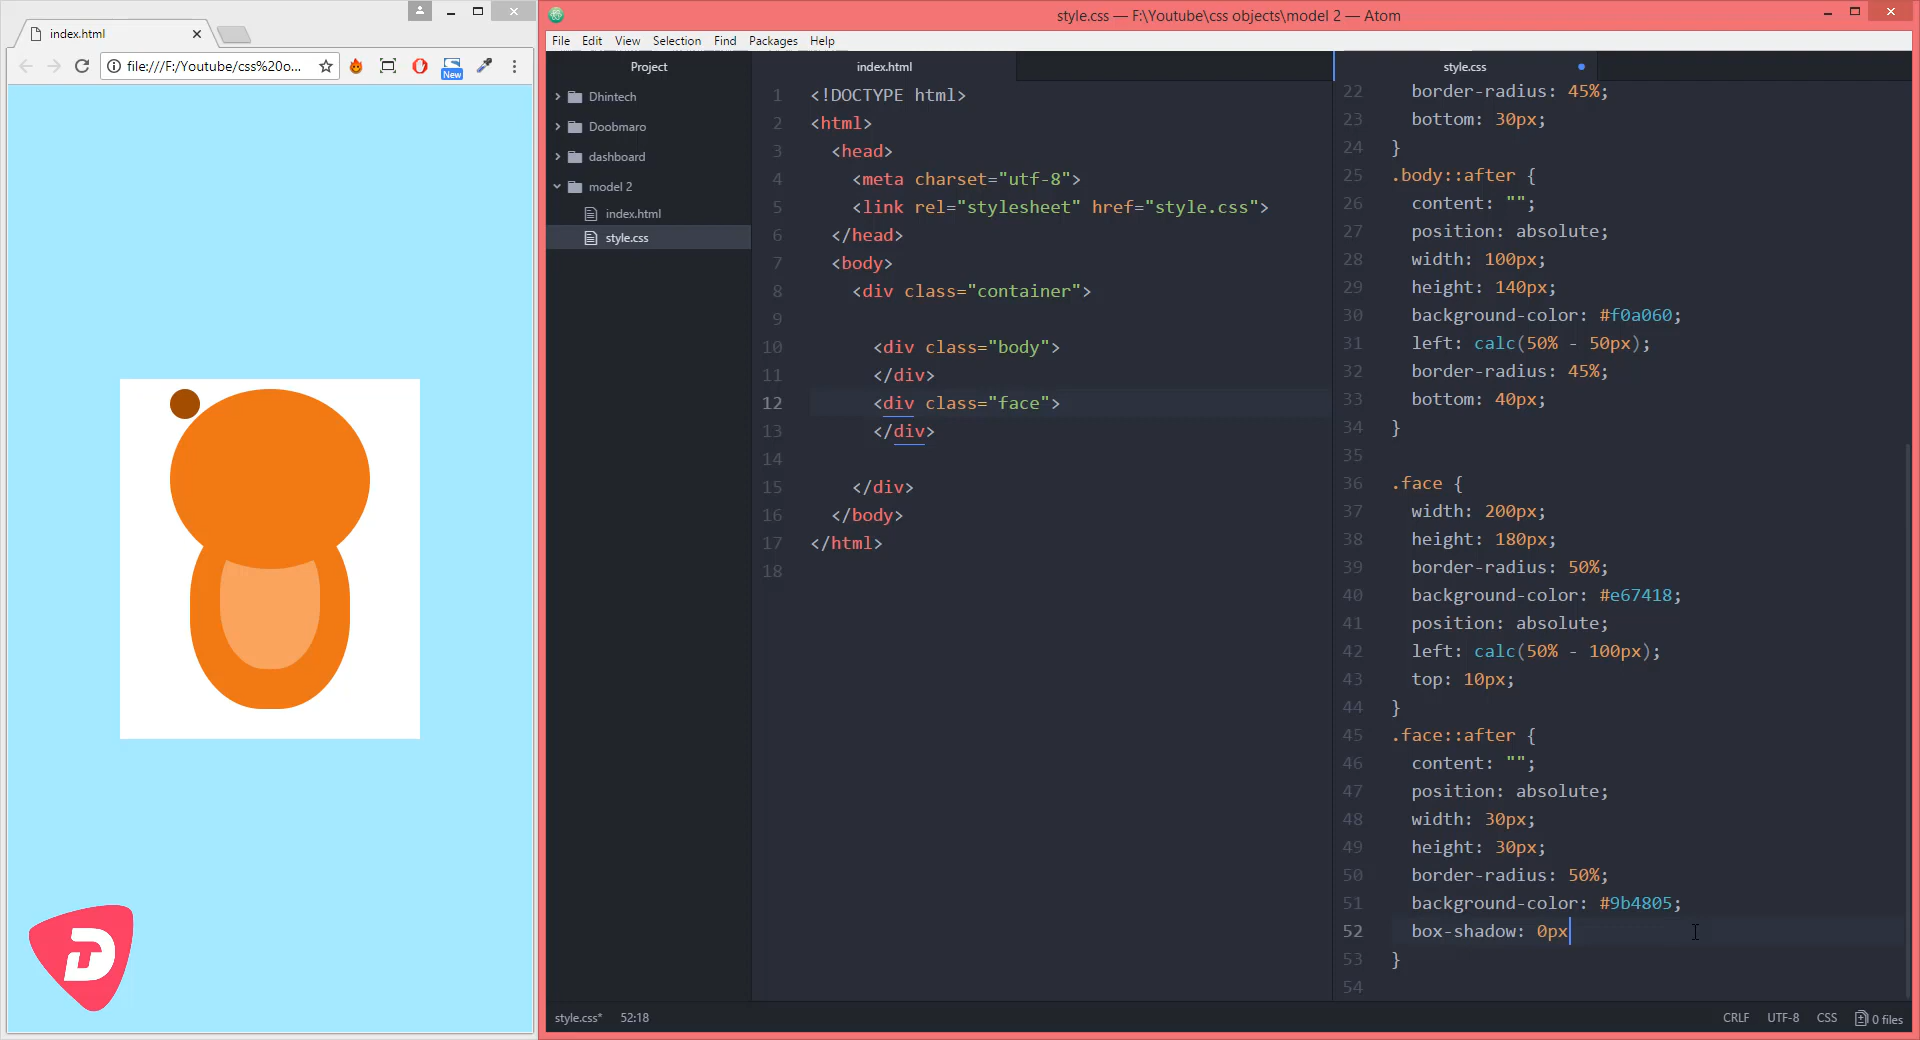 index.html
file:///F:/Youtube/css%20o...
New
style.css — F:\Youtube\css objects\model 2 — Atom
File Edit View Selection Find Packages Help
Project
Dhintech
Doobmaro
dashboard
model 2
index.html
style.css
index.html
1 <!DOCTYPE html>
2 <html>
3 <head>
4 <meta charset="utf-8">
5 <link rel="stylesheet" href="style.css">
6 </head>
7 <body>
8 <div class="container">
9
10 <div class="body">
11 </div>
12 <div class="face">
13 </div>
14
15 </div>
16 </body>
17 </html>
18
style.css
22 border-radius: 45%;
23 bottom: 30px;
24 }
25 .body::after {
26 content: "";
27 position: absolute;
28 width: 100px;
29 height: 140px;
30 background-color: #f0a060;
31 left: calc(50% - 50px);
32 border-radius: 45%;
33 bottom: 40px;
34 }
35
36 .face {
37 width: 200px;
38 height: 180px;
39 border-radius: 50%;
40 background-color: #e67418;
41 position: absolute;
42 left: calc(50% - 100px);
43 top: 10px;
44 }
45 .face::after {
46 content: "";
47 position: absolute;
48 width: 30px;
49 height: 30px;
50 border-radius: 50%;
51 background-color: #9b4805;
52 box-shadow: 0px
53 }
54
D
style.css* 52:18
CRLF UTF-8 CSS 0 files